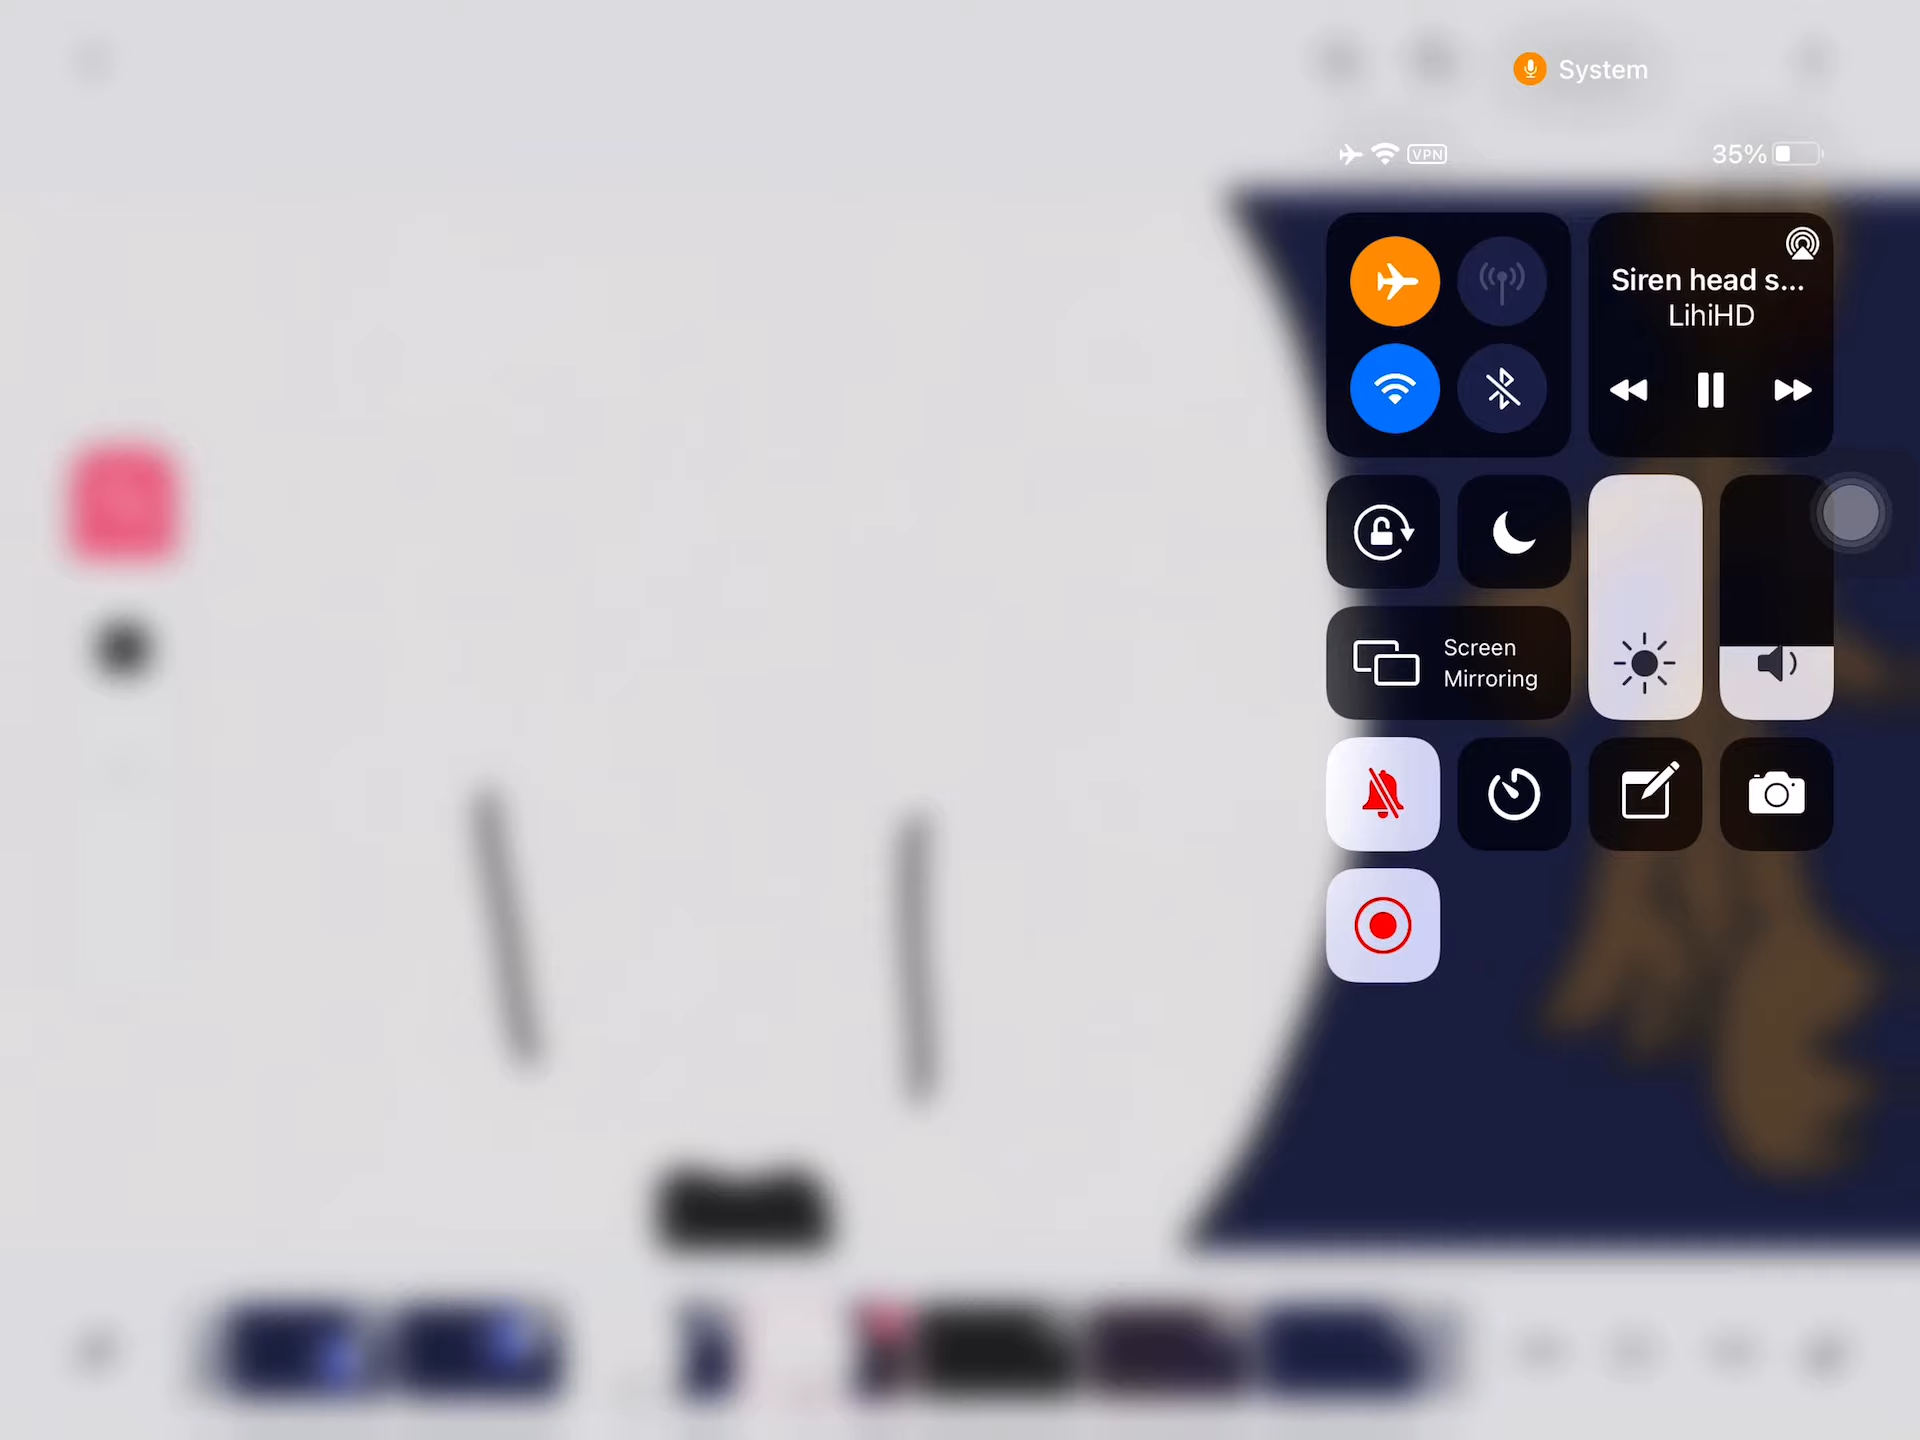 System
VPN
35%
Siren head s...
LihiHD
Screen
Mirroring